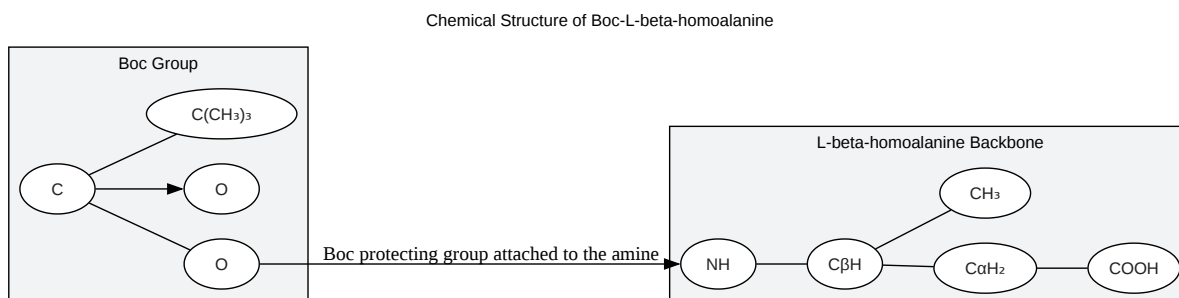 Chemical Structure of Boc-L-beta-homoalanine
Boc Group
C(CH₃)₃
C
O
O
Boc protecting group attached to the amine
L-beta-homoalanine Backbone
CH₃
NH
CβH
CαH₂
COOH